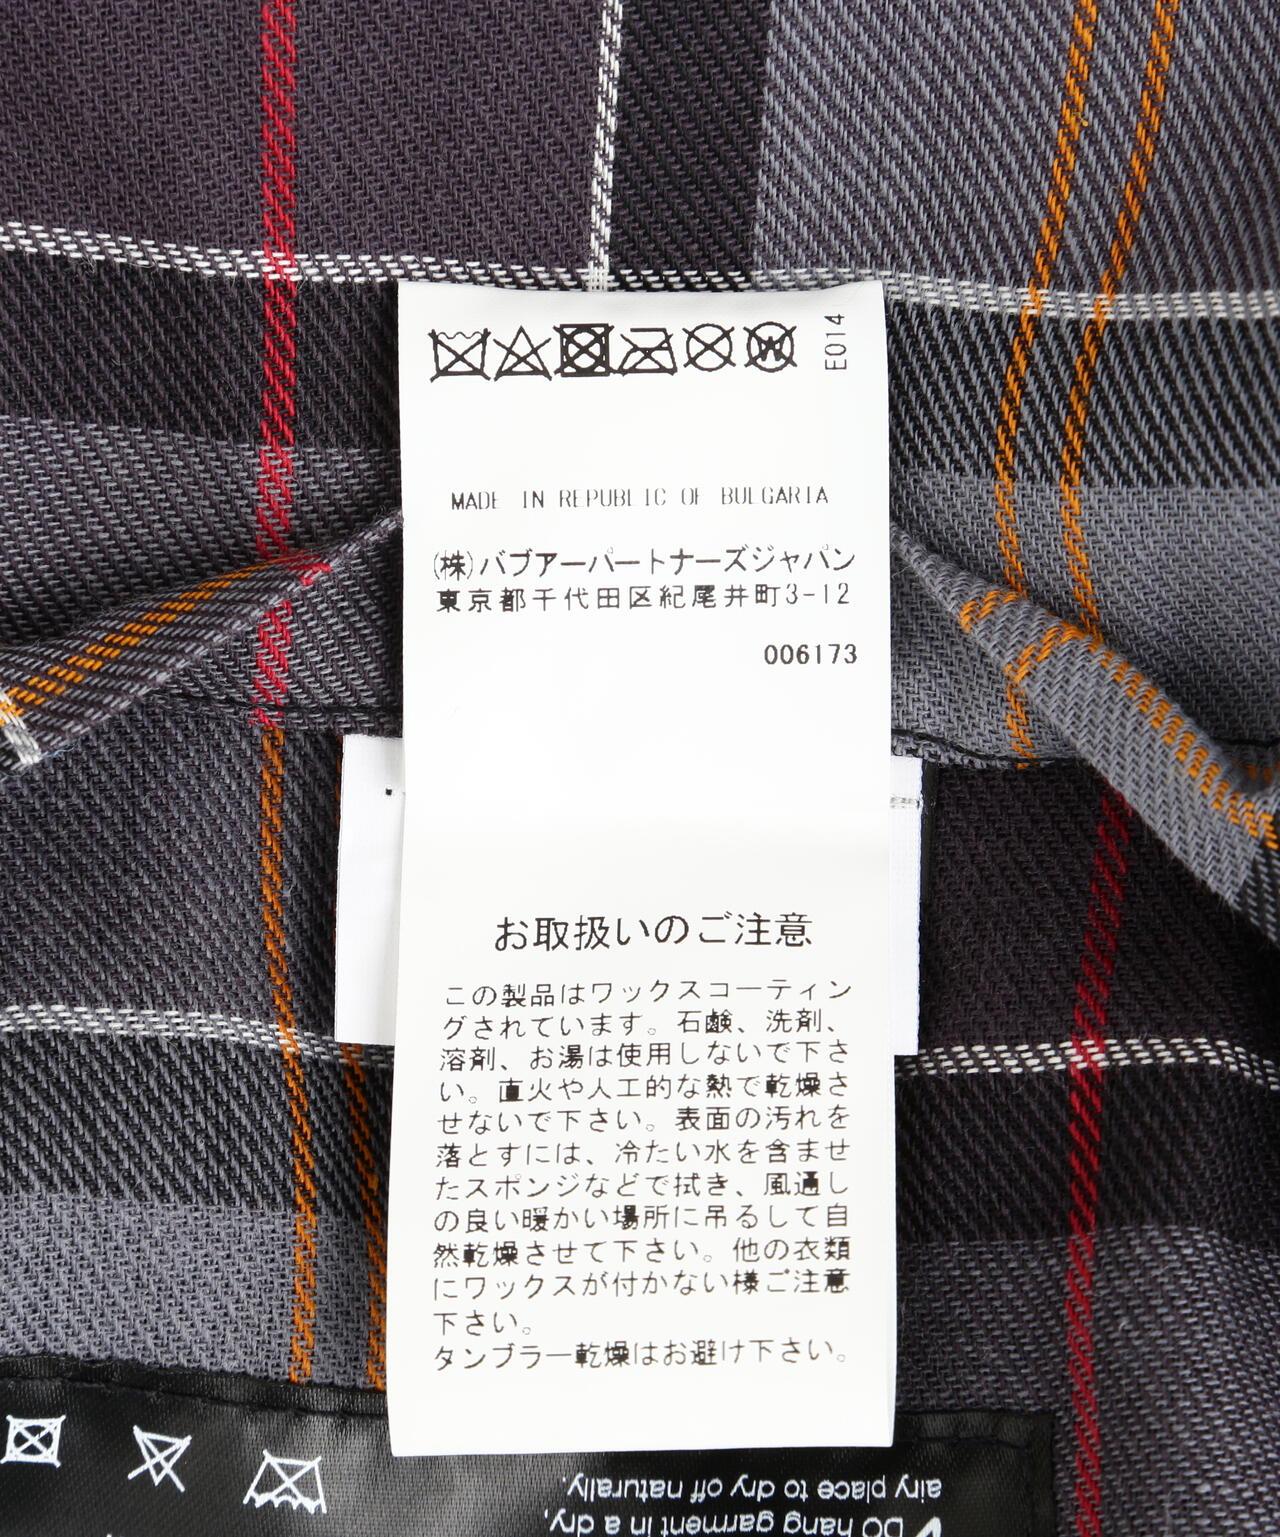 E014
MADE IN REPUBLIC OF BULGARIA
(株)バブアーパートナーズジャパン
東京都千代田区紀尾井町3-12
006173
お取扱いのご注意
この製品はワックスコーティン
グされています。石鹸、洗剤、
溶剤、お湯は使用しないで下さ
い。直火や人工的な熱で乾燥さ
せないで下さい。表面の汚れを
落とすには、冷たい水を含ませ
たスポンジなどで拭き、風通し
の良い暖かい場所に吊るして自
然乾燥させて下さい。他の衣類
にワックスが付かない様ご注意
下さい。
タンブラー乾燥はお避け下さい。
DO hang garment in a dry,
airy place to dry off naturally.